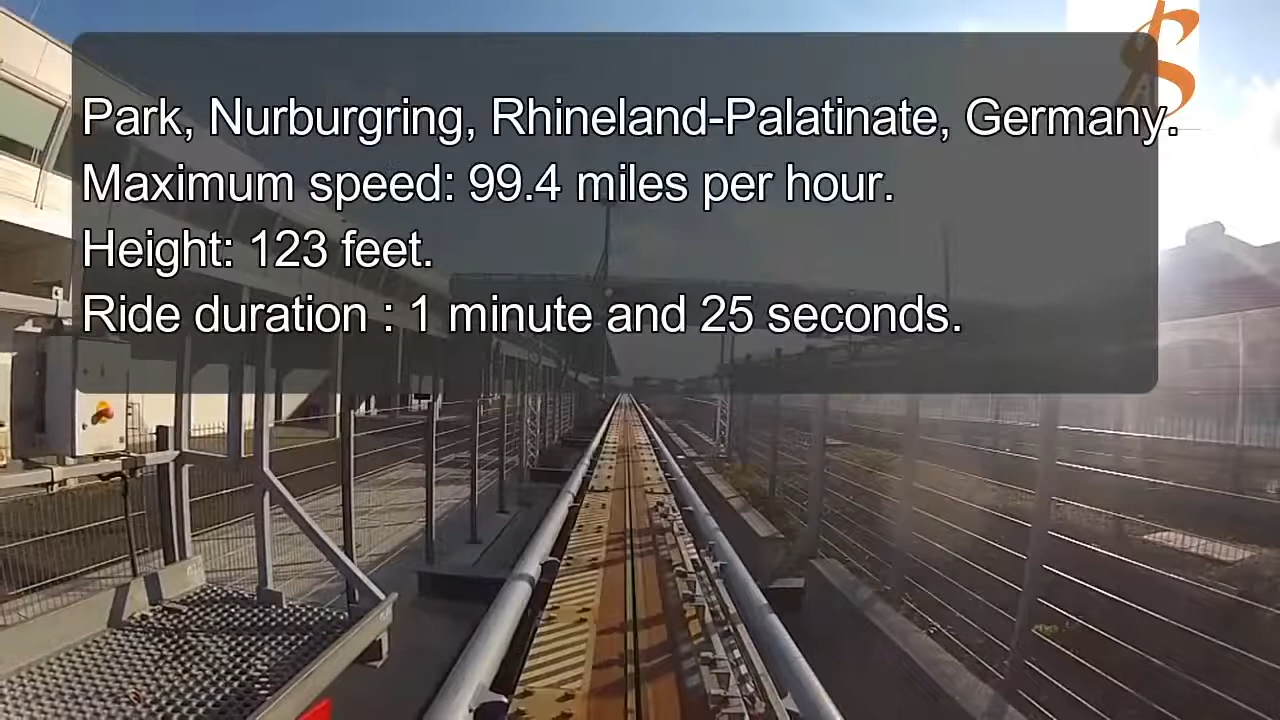 Park, Nurburgring, Rhineland-Palatinate, Germany.
Maximum speed: 99.4 miles per hour.
Height: 123 feet.
Ride duration : 1 minute and 25 seconds.